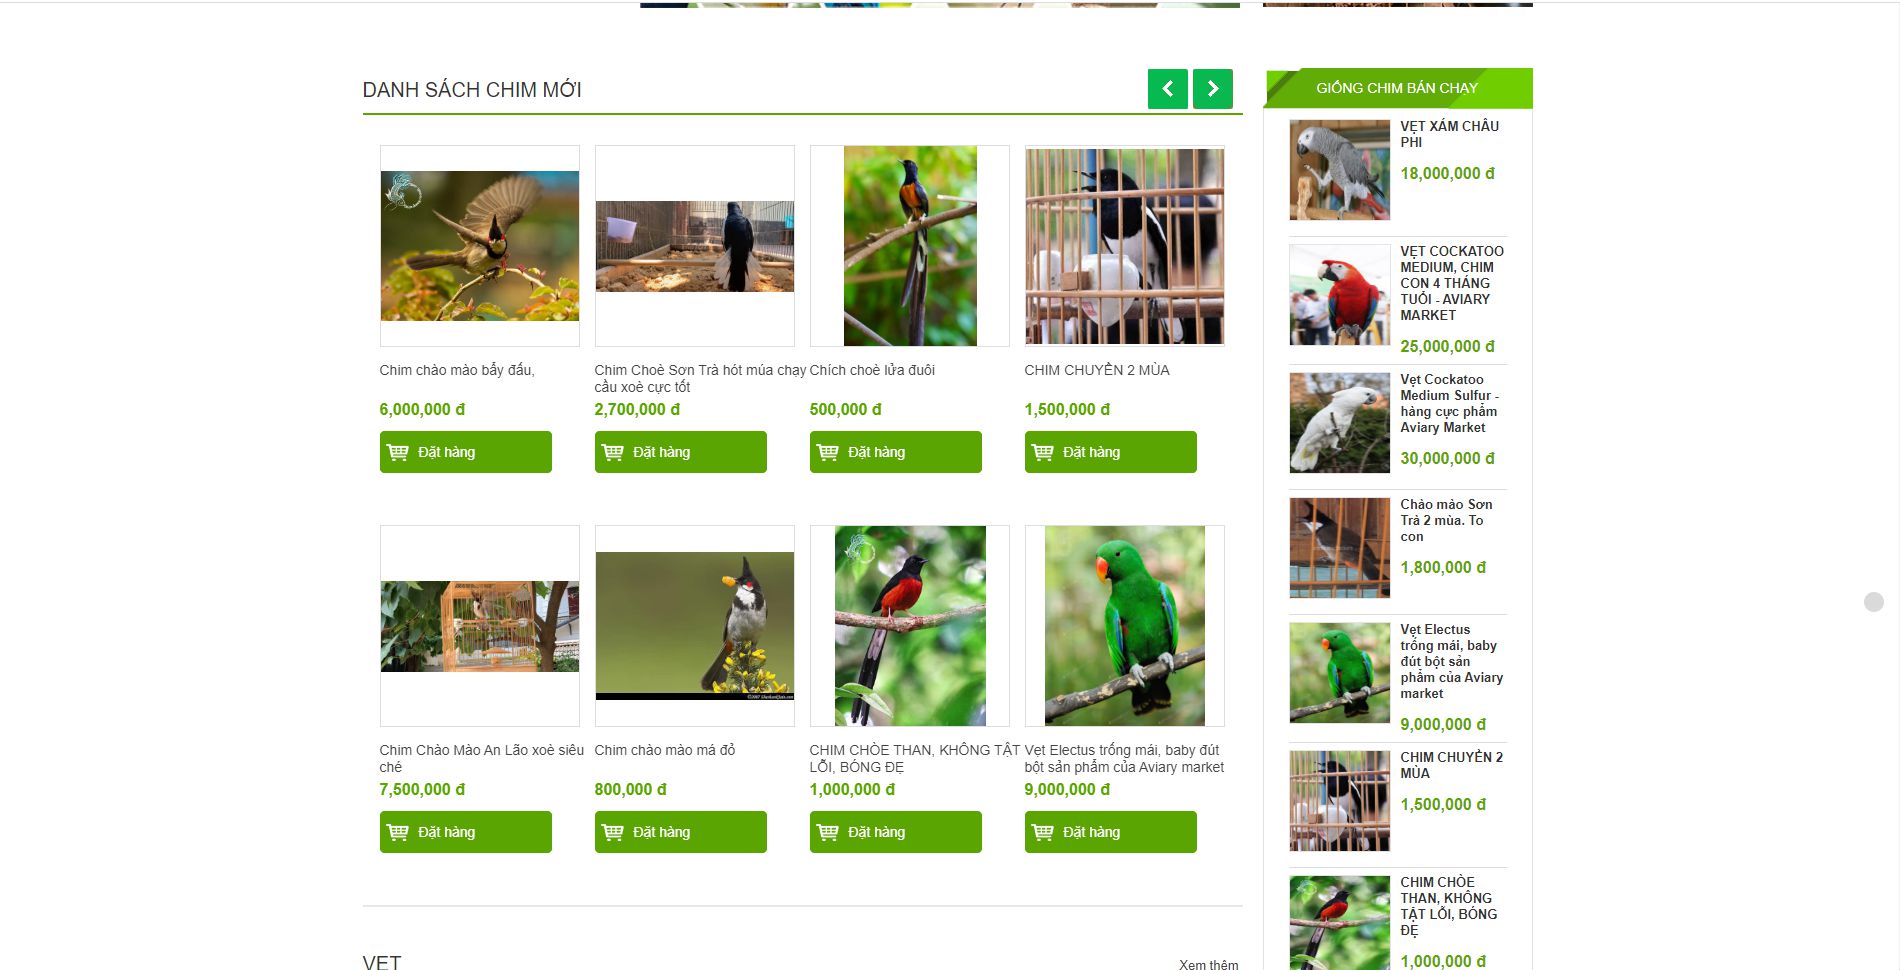 DANH SÁCH CHIM MỚI
Chim chào mào bẩy đấu,
6,000,000 đ
Đặt hàng
Chim Choè Sơn Trà hót múa chạy
cầu xoè cực tốt
2,700,000 đ
Đặt hàng
Chích choè lửa đuôi
500,000 đ
Đặt hàng
CHIM CHUYỀN 2 MÙA
1,500,000 đ
Đặt hàng
Chim Chào Mào An Lão xoè siêu
ché
7,500,000 đ
Đặt hàng
Chim chào mào má đỏ
800,000 đ
Đặt hàng
CHIM CHÒE THAN, KHÔNG TẬT
LỖI, BÓNG ĐẸ
1,000,000 đ
Đặt hàng
Vẹt Electus trống mái, baby đút
bột sản phẩm của Aviary market
9,000,000 đ
Đặt hàng
VẸT
Xem thêm
GIỐNG CHIM BÁN CHẠY
VẸT XÁM CHÂU
PHI
18,000,000 đ
VẸT COCKATOO
MEDIUM, CHIM
CON 4 THÁNG
TUỔI - AVIARY
MARKET
25,000,000 đ
Vẹt Cockatoo
Medium Sulfur -
hàng cực phẩm
Aviary Market
30,000,000 đ
Chào mào Sơn
Trà 2 mùa. To
con
1,800,000 đ
Vẹt Electus
trống mái, baby
đút bột sản
phẩm của Aviary
market
9,000,000 đ
CHIM CHUYỀN 2
MÙA
1,500,000 đ
CHIM CHÒE
THAN, KHÔNG
TẬT LỖI, BÓNG
ĐẸ
1,000,000 đ